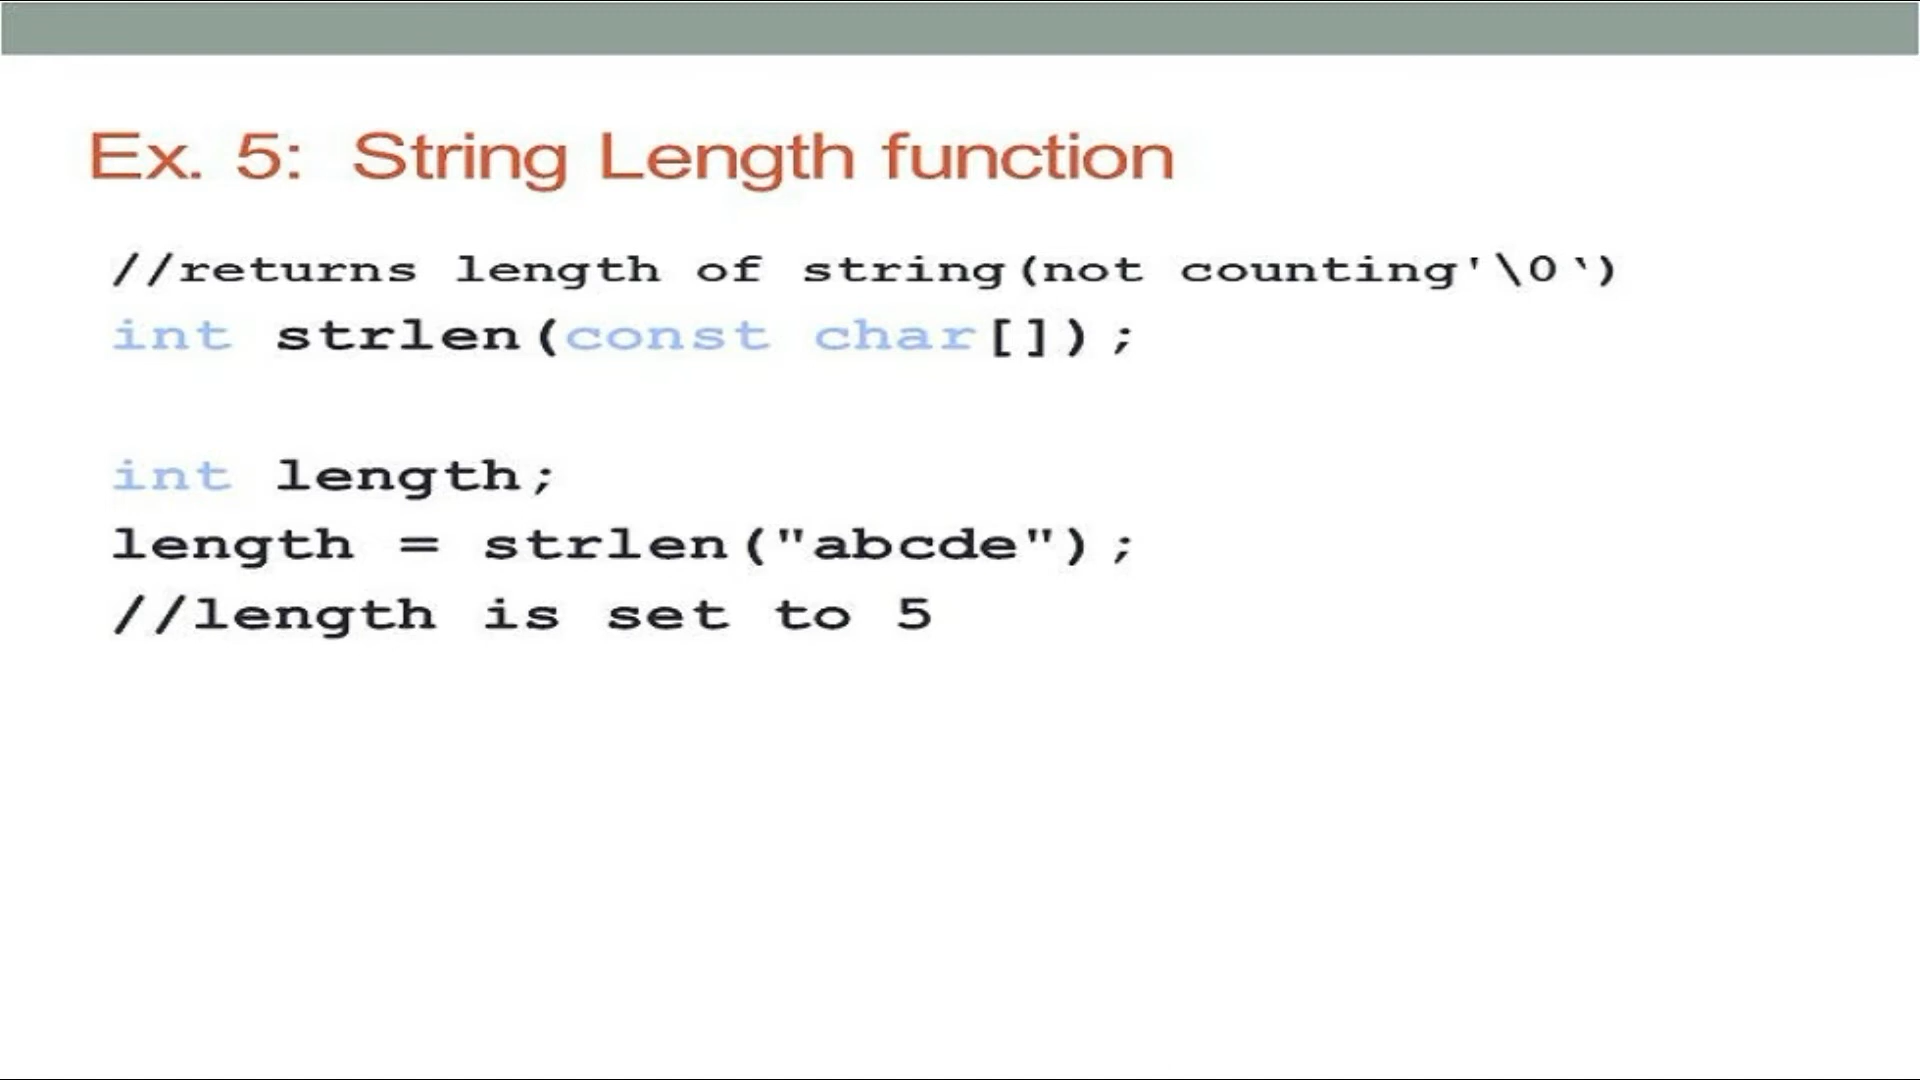 Ex. 5: String Length function
//returns length of string(not counting'\0‘)
int strlen(const char[]);
int length;
length = strlen("abcde");
//length is set to 5